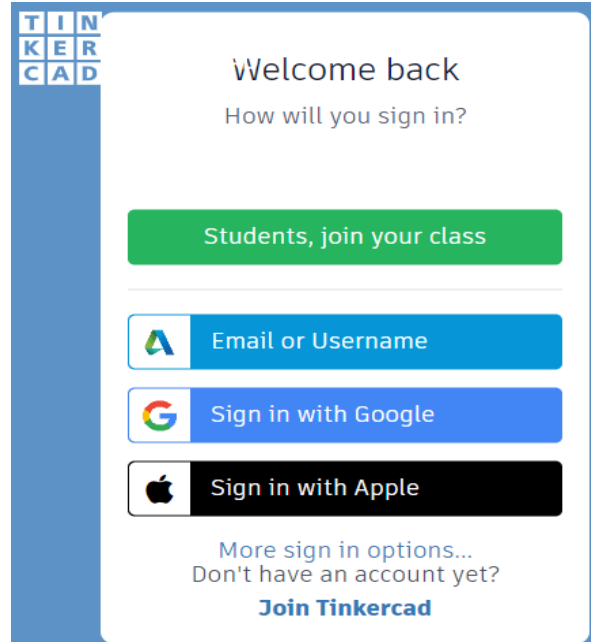 TIN
KER
CAD
Welcome back
How will you sign in?
Students, join your class
Email or Username
Sign in with Google
Sign in with Apple
More sign in options...
Don't have an account yet?
Join Tinkercad